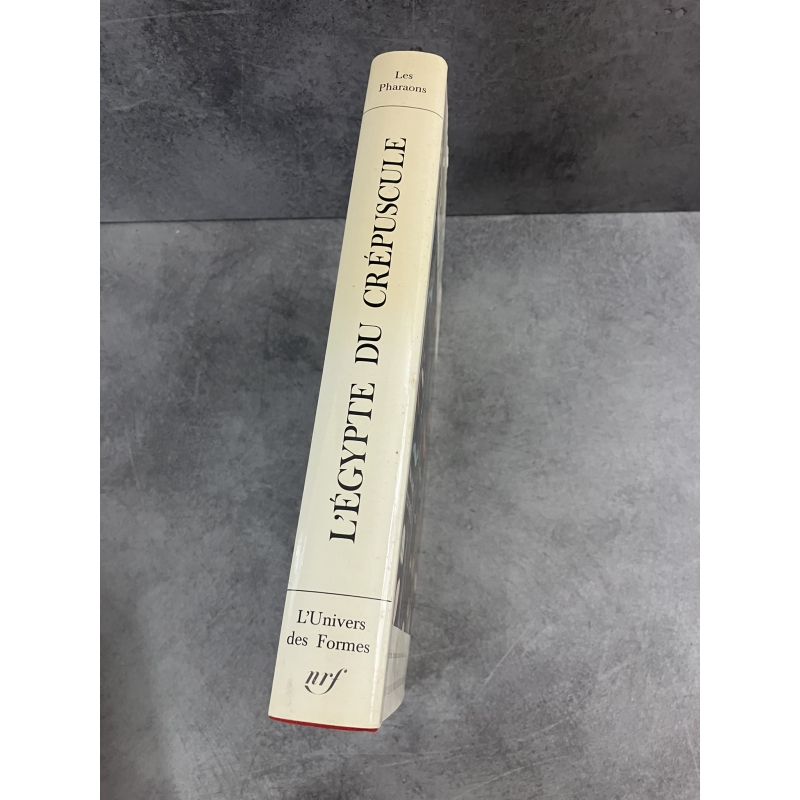 Les
Pharaons
L'ÉGYPTE DU CRÉPUSCULE
L'Univers
des Formes
nrf